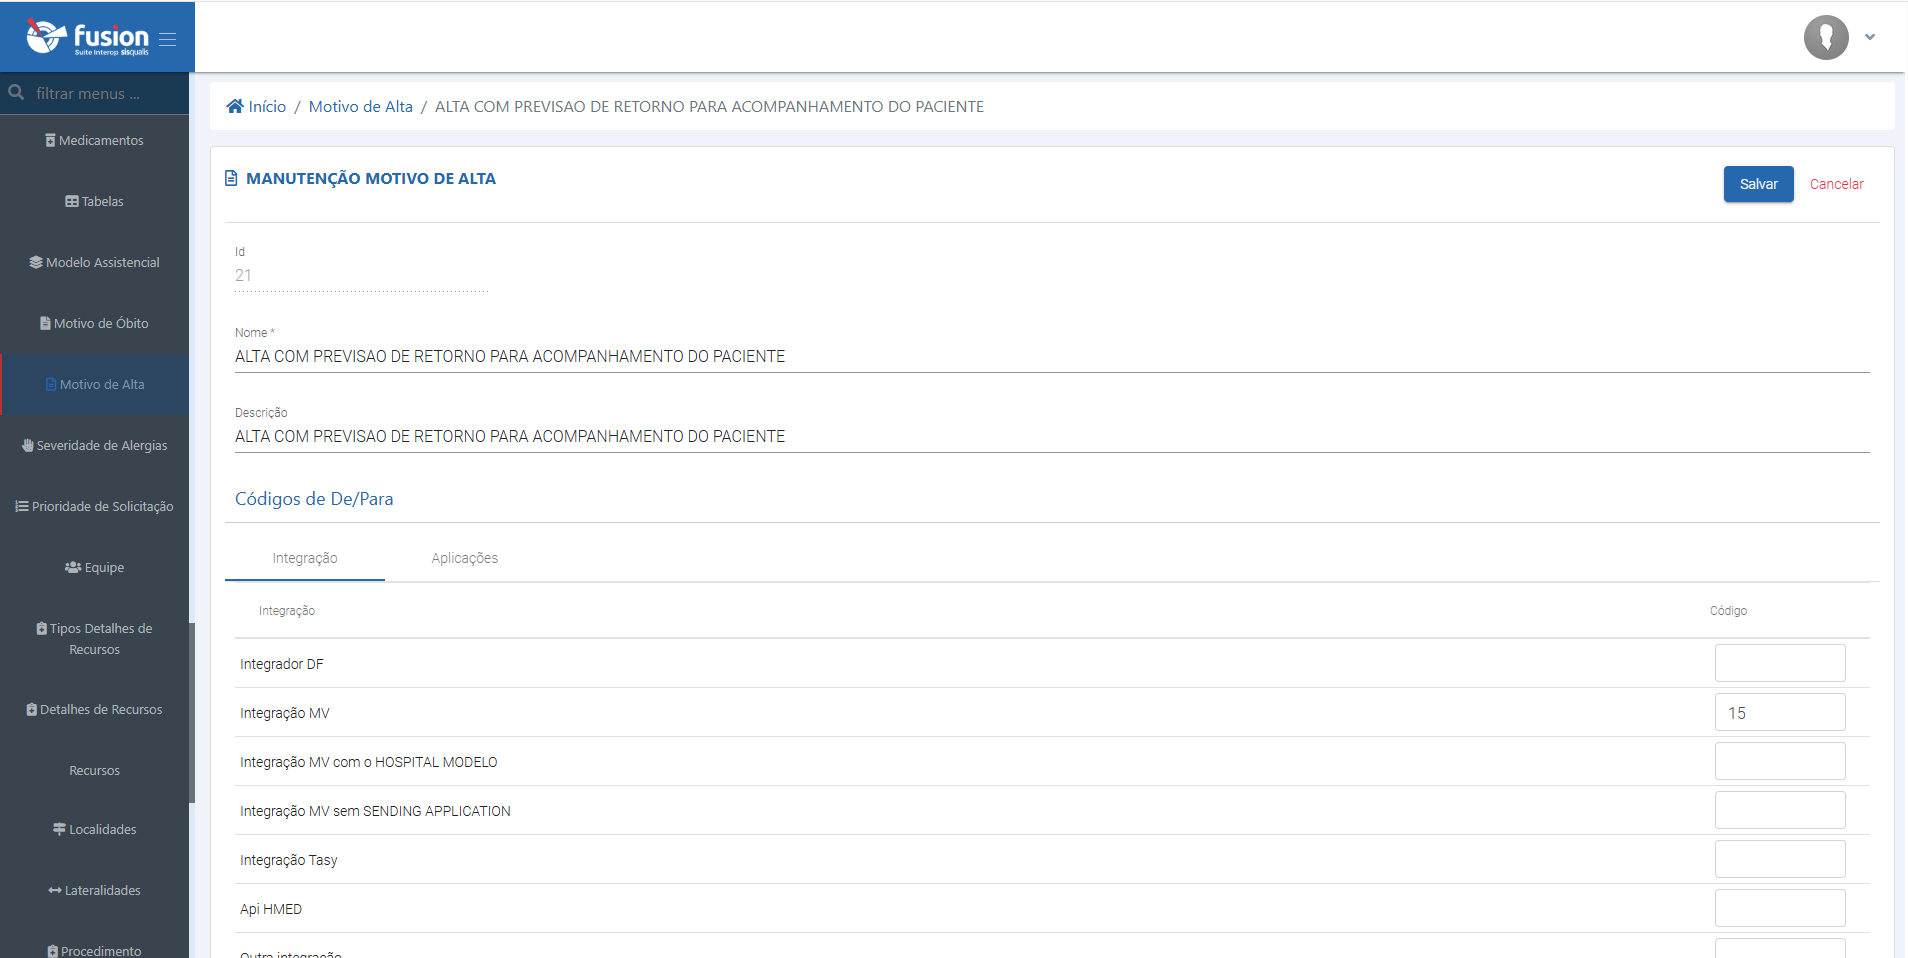 fusion
Suite Interop sisqualis
filtrar menus ...
Medicamentos
Tabelas
Modelo Assistencial
Motivo de Óbito
Motivo de Alta
Severidade de Alergias
Prioridade de Solicitação
Equipe
Tipos Detalhes de
Recursos
Detalhes de Recursos
Recursos
Localidades
Lateralidades
Procedimento
Início / Motivo de Alta / ALTA COM PREVISAO DE RETORNO PARA ACOMPANHAMENTO DO PACIENTE
MANUTENÇÃO MOTIVO DE ALTA
Salvar
Cancelar
Id
21
Nome *
ALTA COM PREVISAO DE RETORNO PARA ACOMPANHAMENTO DO PACIENTE
Descrição
ALTA COM PREVISAO DE RETORNO PARA ACOMPANHAMENTO DO PACIENTE
Códigos de De/Para
Integração
Aplicações
Integração
Código
Integrador DF
Integração MV
15
Integração MV com o HOSPITAL MODELO
Integração MV sem SENDING APPLICATION
Integração Tasy
Api HMED
Outra integração